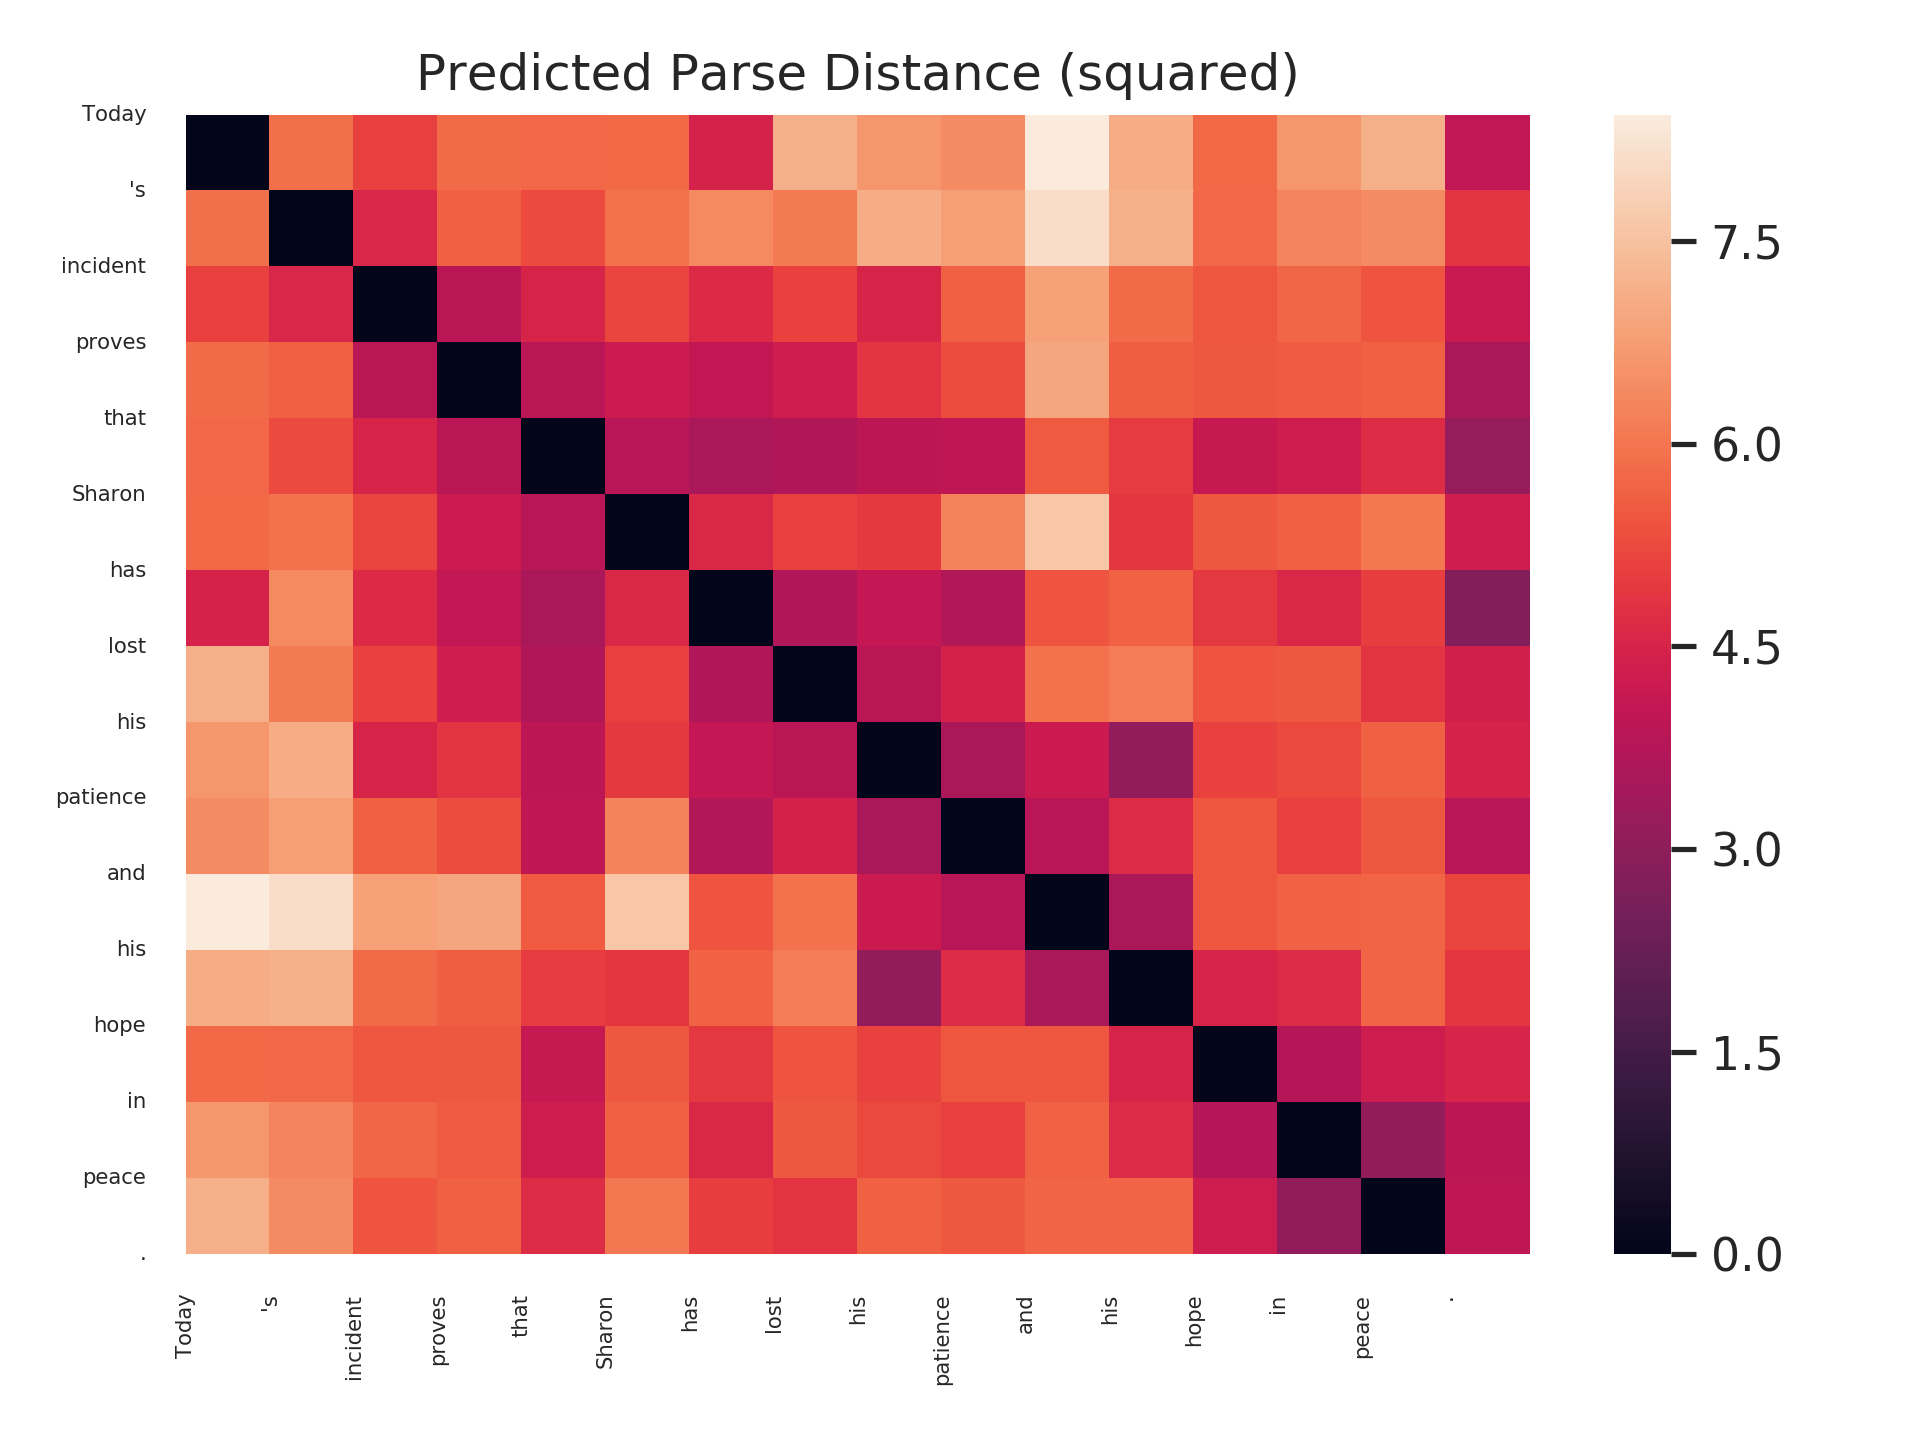 Predicted Parse Distance (squared)
Today
's
incident
proves
that
Sharon
has
lost
his
patience
and
his
hope
in
peace
.
Today
's
incident
proves
that
Sharon
has
lost
his
patience
and
his
hope
in
peace
.
7.5
6.0
4.5
3.0
1.5
0.0